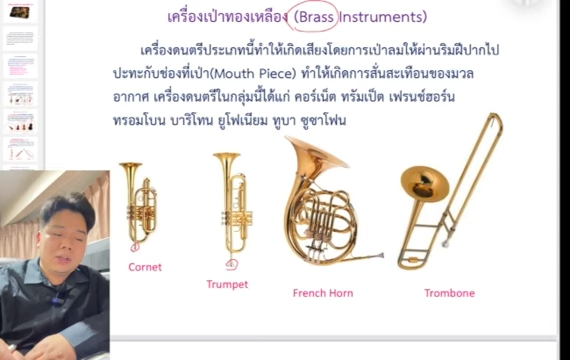 เครื่องเป่าทองเหลือง (Brass Instruments)
เครื่องดนตรีประเภทนี้ทำให้เกิดเสียงโดยการเป่าลมให้ผ่านริมฝีปากไป
ปะทะกับช่องที่เป่า(Mouth Piece) ทำให้เกิดการสั่นสะเทือนของมวล
อากาศ เครื่องดนตรีในกลุ่มนี้ได้แก่ คอร์เน็ต ทรัมเป็ต เฟรนช์ฮอร์น
ทรอมโบน บาริโทน ยูโฟเนียม ทูบา ซูซาโฟน
Cornet
Trumpet
French Horn
Trombone